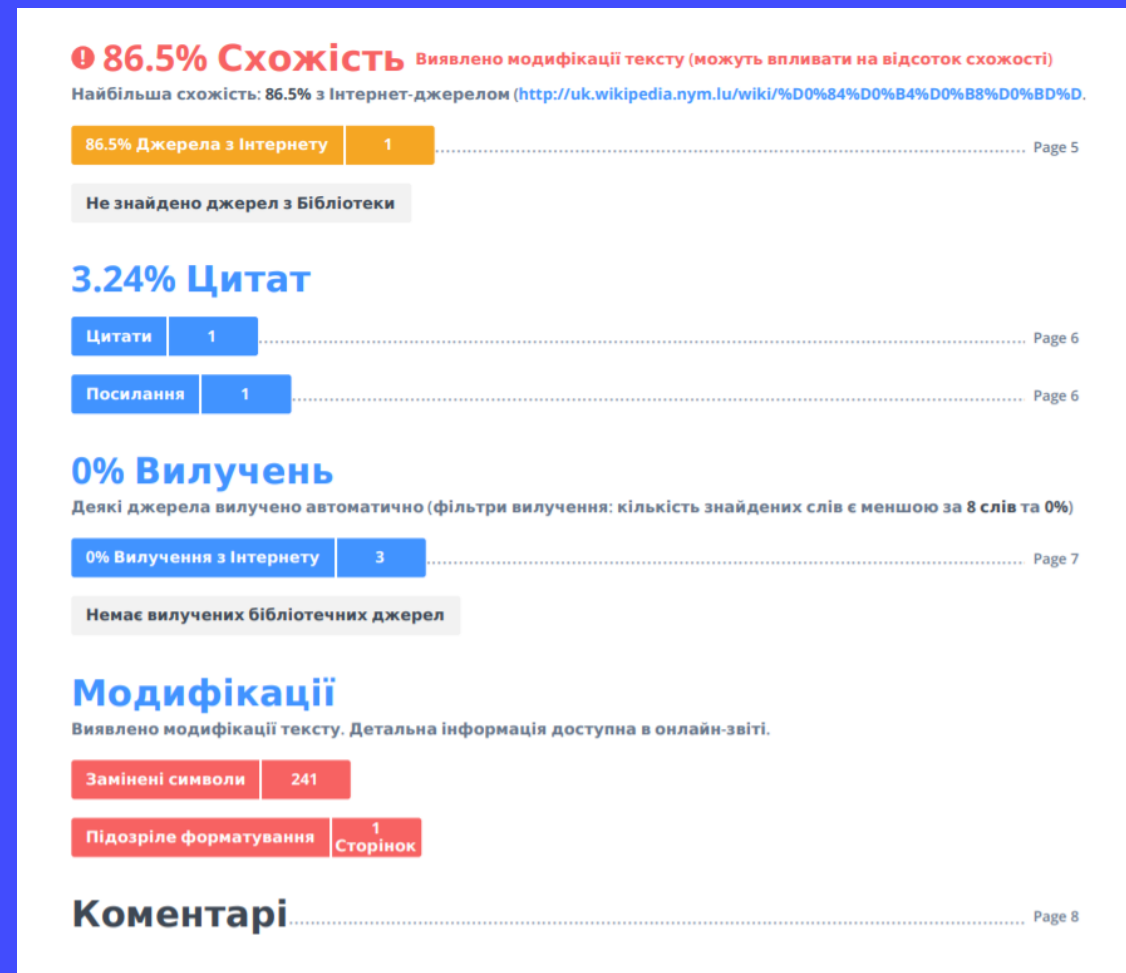 86.5% Схожість Виявлено модифікації тексту (можуть впливати на відсоток схожості)
Найбільша схожість: 86.5% з Інтернет-джерелом (http://uk.wikipedia.nym.lu/wiki/%D0%84%D0%B4%D0%B8%D0%BD%D.
86.5% Джерела з Інтернету 1 Page 5
Не знайдено джерел з Бібліотеки
3.24% Цитат
Цитати 1 Page 6
Посилання 1 Page 6
0% Вилучень
Деякі джерела вилучено автоматично (фільтри вилучення: кількість знайдених слів є меншою за 8 слів та 0%)
0% Вилучення з Інтернету 3 Page 7
Немає вилучених бібліотечних джерел
Модифікації
Виявлено модифікації тексту. Детальна інформація доступна в онлайн-звіті.
Замінені символи 241
Підозріле форматування 1 Сторінок
Коментарі Page 8